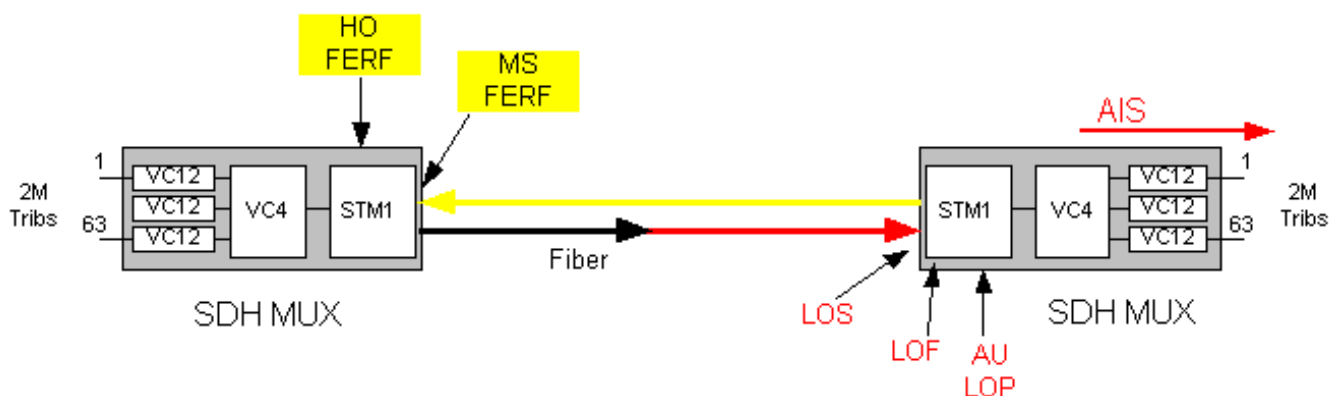 HO
FERF
MS
FERF
AIS
1
VC12
2M
Tribs
VC12
VC4
STM1
63
VC12
Fiber
SDH MUX
STM1
VC4
VC12
1
VC12
2M
Tribs
VC12
63
LOS
LOF
AU
LOP
SDH MUX